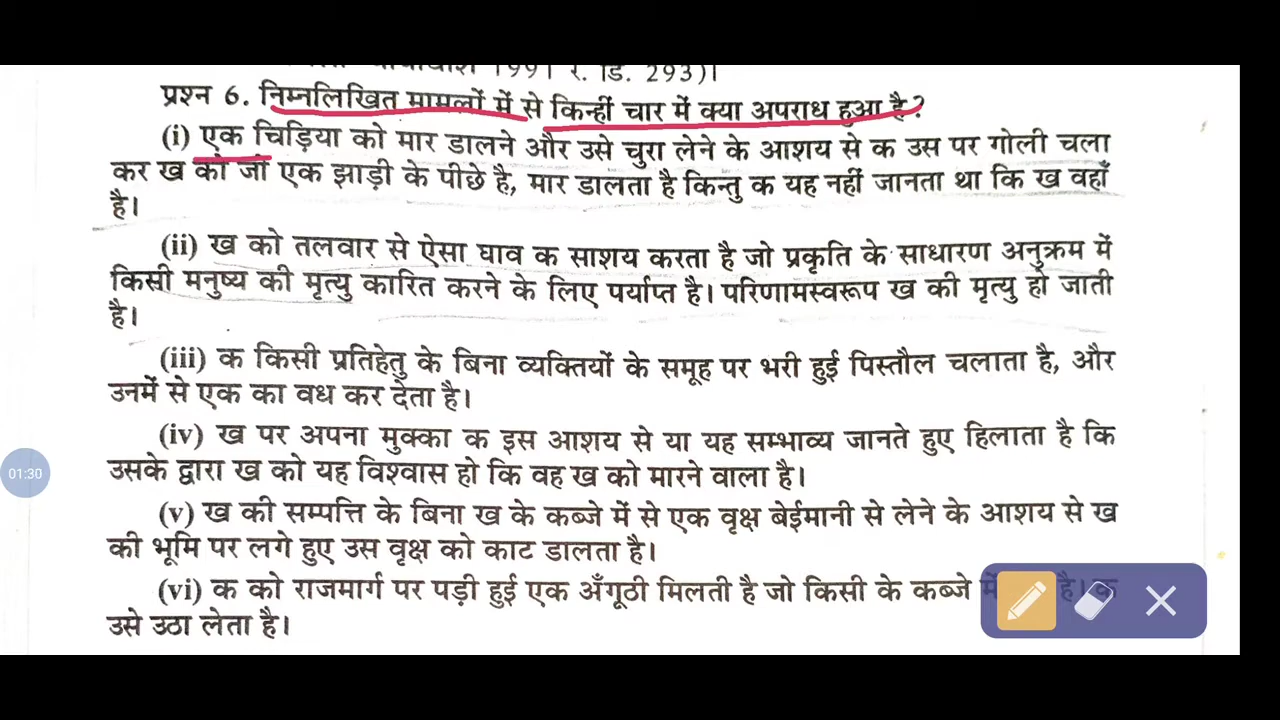 1991 र. डि. 293)।
प्रश्न 6. निम्नलिखित मामलों में से किन्हीं चार में क्या अपराध हुआ है?
(i) एक चिड़िया को मार डालने और उसे चुरा लेने के आशय से क उस पर गोली चला
कर ख को जो एक झाड़ी के पीछे है, मार डालता है किन्तु क यह नहीं जानता था कि ख वहाँ
है।
(ii) ख को तलवार से ऐसा घाव क साशय करता है जो प्रकृति के साधारण अनुक्रम में
किसी मनुष्य की मृत्यु कारित करने के लिए पर्याप्त है। परिणामस्वरूप ख की मृत्यु हो जाती
है।
(iii) क किसी प्रतिहेतु के बिना व्यक्तियों के समूह पर भरी हुई पिस्तौल चलाता है, और
उनमें से एक का वध कर देता है।
(iv) ख पर अपना मुक्का क इस आशय से या यह सम्भाव्य जानते हुए हिलाता है कि
उसके द्वारा ख को यह विश्वास हो कि वह ख को मारने वाला है।
01:30
(v) ख की सम्पत्ति के बिना ख के कब्जे में से एक वृक्ष बेईमानी से लेने के आशय से ख
की भूमि पर लगे हुए उस वृक्ष को काट डालता है।
(vi) क को राजमार्ग पर पड़ी हुई एक अँगूठी मिलती है जो किसी के कब्जे में है। क
उसे उठा लेता है।